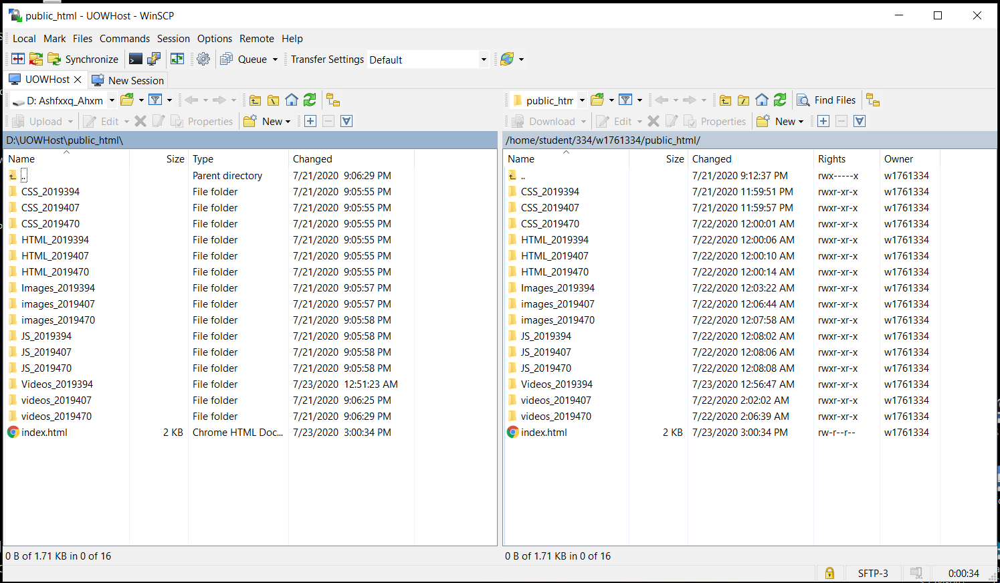 public_html - UOWHost - WinSCP
Local Mark Files Commands Session Options Remote Help
Synchronize Queue Transfer Settings Default
UOWHost New Session
D: Ashfxxq_Ahxm public_htm Find Files
Upload Edit Properties New Download Edit Properties New
D:\UOWHost\public_html\ /home/student/334/w1761334/public_html/
Name Size Type Changed Name Size Changed Rights Owner
.. Parent directory 7/21/2020 9:06:29 PM .. 7/21/2020 9:12:37 PM rwx-----x w1761334
CSS_2019394 File folder 7/21/2020 9:05:55 PM CSS_2019394 7/21/2020 11:59:51 PM rwxr-xr-x w1761334
CSS_2019407 File folder 7/21/2020 9:05:55 PM CSS_2019407 7/21/2020 11:59:57 PM rwxr-xr-x w1761334
CSS_2019470 File folder 7/21/2020 9:05:55 PM CSS_2019470 7/22/2020 12:00:01 AM rwxr-xr-x w1761334
HTML_2019394 File folder 7/21/2020 9:05:55 PM HTML_2019394 7/22/2020 12:00:06 AM rwxr-xr-x w1761334
HTML_2019407 File folder 7/21/2020 9:05:55 PM HTML_2019407 7/22/2020 12:00:10 AM rwxr-xr-x w1761334
HTML_2019470 File folder 7/21/2020 9:05:55 PM HTML_2019470 7/22/2020 12:00:14 AM rwxr-xr-x w1761334
Images_2019394 File folder 7/21/2020 9:05:57 PM Images_2019394 7/22/2020 12:03:22 AM rwxr-xr-x w1761334
images_2019407 File folder 7/21/2020 9:05:57 PM images_2019407 7/22/2020 12:06:44 AM rwxr-xr-x w1761334
images_2019470 File folder 7/21/2020 9:05:58 PM images_2019470 7/22/2020 12:07:58 AM rwxr-xr-x w1761334
JS_2019394 File folder 7/21/2020 9:05:58 PM JS_2019394 7/22/2020 12:08:02 AM rwxr-xr-x w1761334
JS_2019407 File folder 7/21/2020 9:05:58 PM JS_2019407 7/22/2020 12:08:06 AM rwxr-xr-x w1761334
JS_2019470 File folder 7/21/2020 9:05:58 PM JS_2019470 7/22/2020 12:08:08 AM rwxr-xr-x w1761334
Videos_2019394 File folder 7/23/2020 12:51:23 AM Videos_2019394 7/23/2020 12:56:47 AM rwxr-xr-x w1761334
videos_2019407 File folder 7/21/2020 9:06:25 PM videos_2019407 7/22/2020 2:02:02 AM rwxr-xr-x w1761334
videos_2019470 File folder 7/21/2020 9:06:29 PM videos_2019470 7/22/2020 2:06:39 AM rwxr-xr-x w1761334
index.html 2 KB Chrome HTML Doc... 7/23/2020 3:00:34 PM index.html 2 KB 7/23/2020 3:00:34 PM rw-r--r-- w1761334
0 B of 1.71 KB in 0 of 16 0 B of 1.71 KB in 0 of 16
SFTP-3 0:00:34